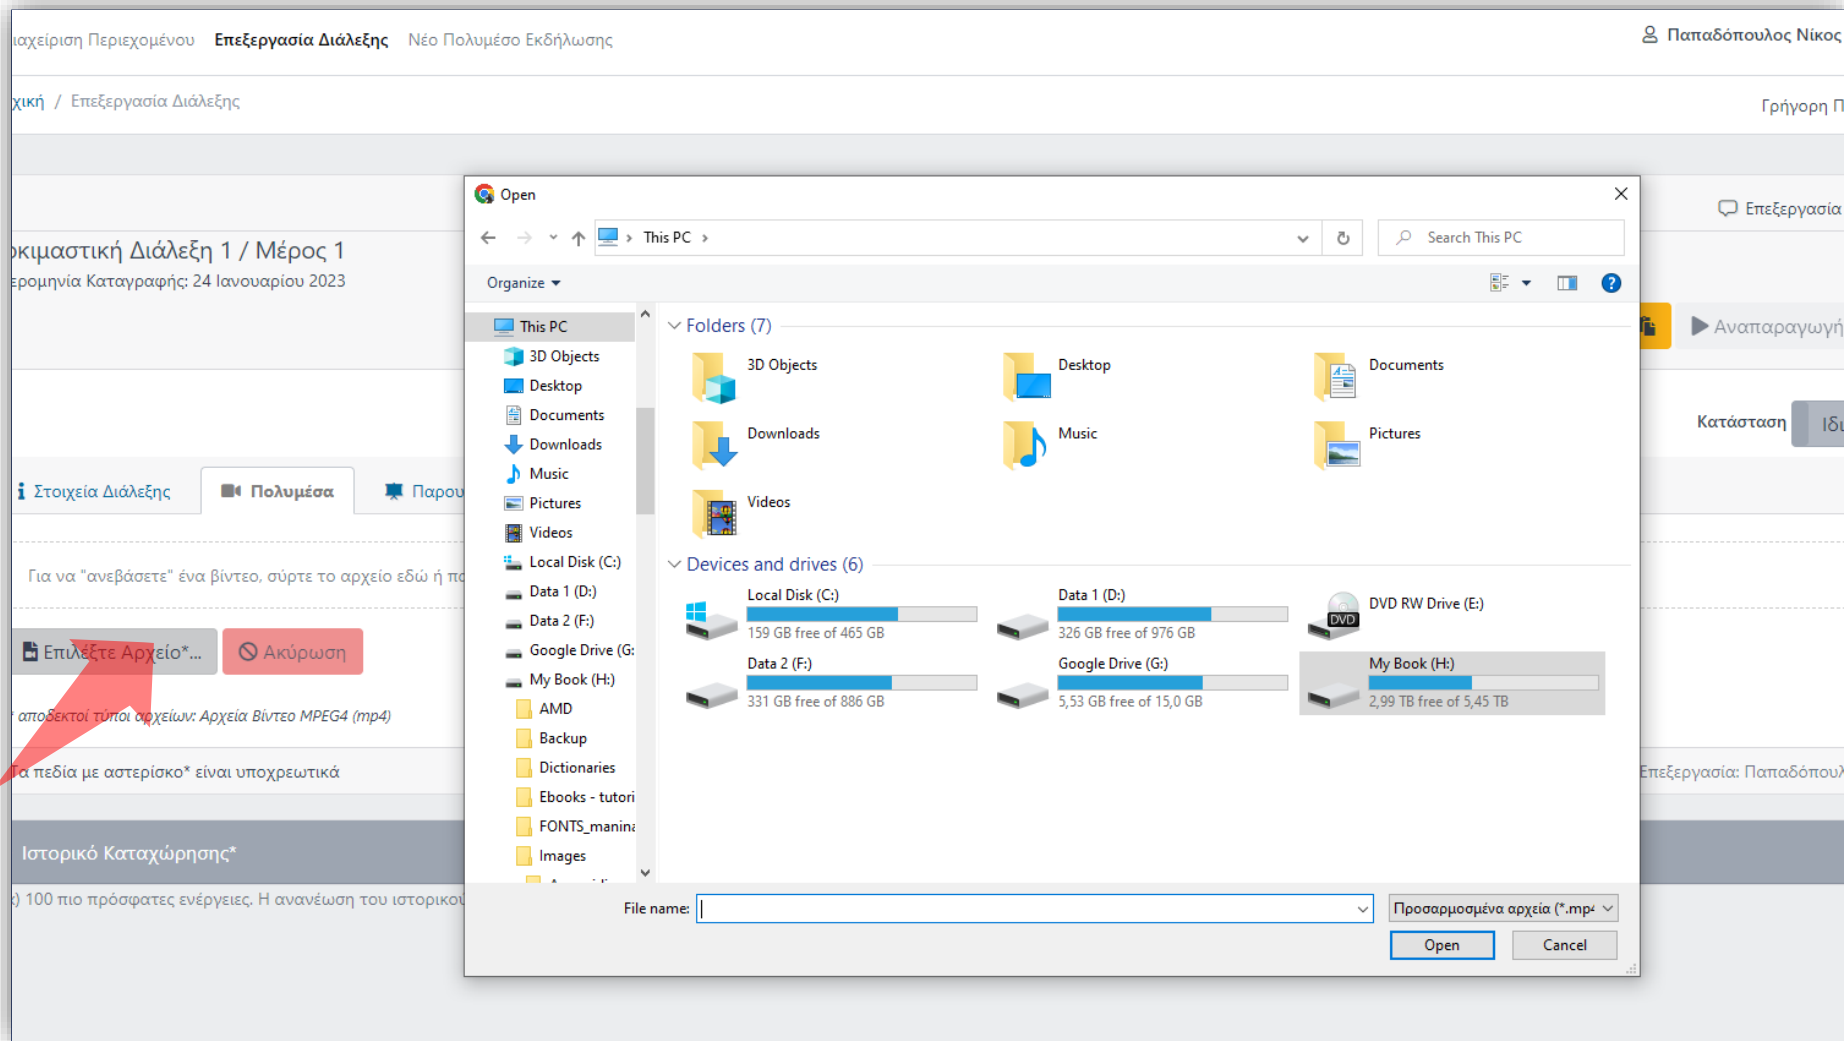 ιαχείριση Περιεχομένου Επεξεργασία Διάλεξης Νέο Πολυμέσο Εκδήλωσης
Παπαδόπουλος Νίκος
χική / Επεξεργασία Διάλεξης
Γρήγορη Π
Επεξεργασία
οκιμαστική Διάλεξη 1 / Μέρος 1
ερομηνία Καταγραφής: 24 Ιανουαρίου 2023
Αναπαραγωγή
Κατάσταση Ιδι
Στοιχεία Διάλεξης Πολυμέσα Παρου
Για να "ανεβάσετε" ένα βίντεο, σύρτε το αρχείο εδώ ή πα
Επιλέξτε Αρχείο*... Ακύρωση
* αποδεκτοί τύποι αρχείων: Αρχεία Βίντεο MPEG4 (mp4)
Τα πεδία με αστερίσκο* είναι υποχρεωτικά
Επεξεργασία: Παπαδόπουλ
Ιστορικό Καταχώρησης*
) 100 πιο πρόσφατες ενέργειες. Η ανανέωση του ιστορικού
Open
This PC
Search This PC
Organize
This PC
3D Objects
Desktop
Documents
Downloads
Music
Pictures
Videos
Local Disk (C:)
Data 1 (D:)
Data 2 (F:)
Google Drive (G:
My Book (H:)
AMD
Backup
Dictionaries
Ebooks - tutori
FONTS_manina
Images
Folders (7)
3D Objects Desktop Documents
Downloads Music Pictures
Videos
Devices and drives (6)
Local Disk (C:) Data 1 (D:) DVD RW Drive (E:)
DVD
159 GB free of 465 GB 326 GB free of 976 GB
Data 2 (F:) Google Drive (G:) My Book (H:)
331 GB free of 886 GB 5,53 GB free of 15,0 GB 2,99 TB free of 5,45 TB
File name:
Προσαρμοσμένα αρχεία (*.mp4
Open Cancel